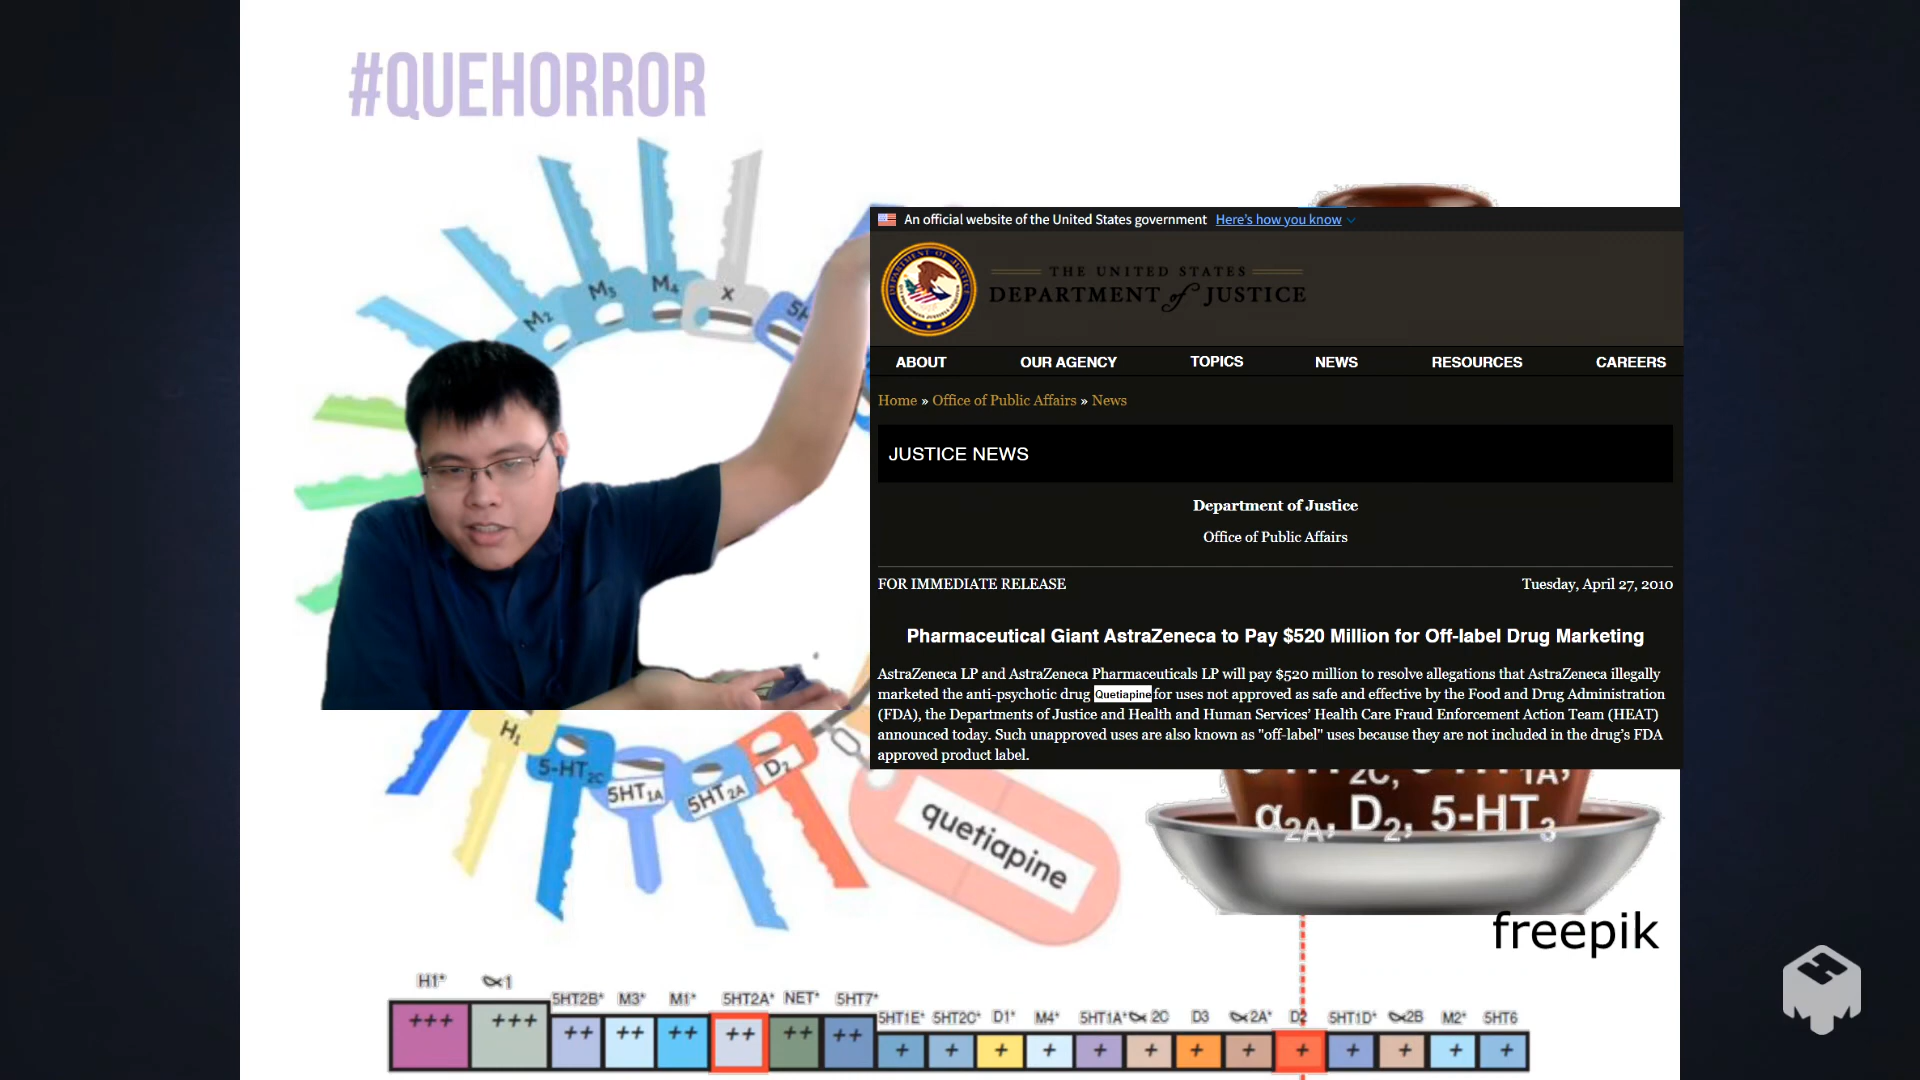 #QUEHORROR
M2
M3
M4
X
5H
An official website of the United States government Here's how you know
THE UNITED STATES
DEPARTMENT of JUSTICE
ABOUT OUR AGENCY TOPICS NEWS RESOURCES CAREERS
Home » Office of Public Affairs » News
JUSTICE NEWS
Department of Justice
Office of Public Affairs
FOR IMMEDIATE RELEASE Tuesday, April 27, 2010
Pharmaceutical Giant AstraZeneca to Pay $520 Million for Off-label Drug Marketing
AstraZeneca LP and AstraZeneca Pharmaceuticals LP will pay $520 million to resolve allegations that AstraZeneca illegally
marketed the anti-psychotic drug Quetiapine for uses not approved as safe and effective by the Food and Drug Administration
(FDA), the Departments of Justice and Health and Human Services' Health Care Fraud Enforcement Action Team (HEAT)
announced today. Such unapproved uses are also known as "off-label" uses because they are not included in the drug's FDA
approved product label.
H1
5-HT2C
5HT1A
5HT2A
D2
quetiapine
2C, 1A,
α2A, D2, 5-HT3
freepik
H1* ∝1 5HT2B* M3* M1* 5HT2A* NET* 5HT7* 5HT1E* 5HT2C* D1* M4* 5HT1A* ∝2C D3 ∝2A* D2 5HT1D* ∝2B M2* 5HT6
+++ +++ ++ ++ ++ ++ ++ ++ + + + + + + + + + + + + +